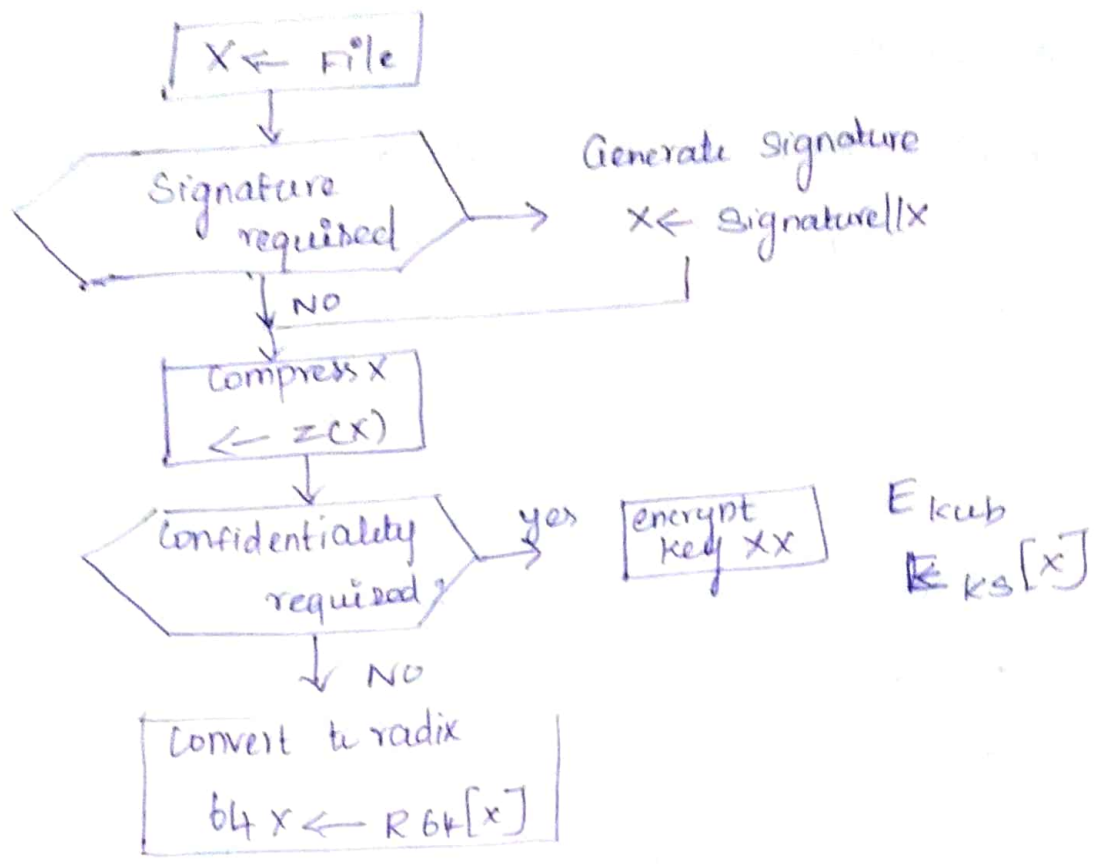 X ← File
Signature
required
Generate signature
X ← Signature||X
NO
Compress X
← Z(X)
Confidentiality
required?
yes
encrypt
key XX
E kub
E ks[X]
NO
Convert to radix
64 X ← R 64[X]